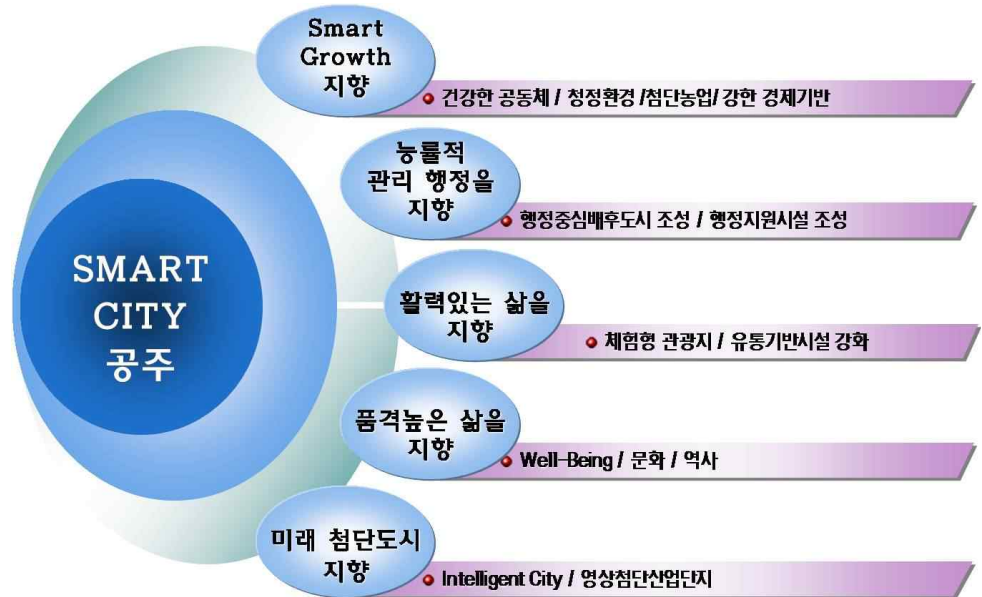 SMART
CITY
공주
Smart
Growth
지향
건강한 공동체 / 청정환경 /첨단농업/ 강한 경제기반
능률적
관리 행정을
지향
행정중심배후도시 조성 / 행정지원시설 조성
활력있는 삶을
지향
체험형 관광지 / 유통기반시설 강화
품격높은 삶을
지향
Well-Being / 문화 / 역사
미래 첨단도시
지향
Intelligent City / 영상첨단산업단지